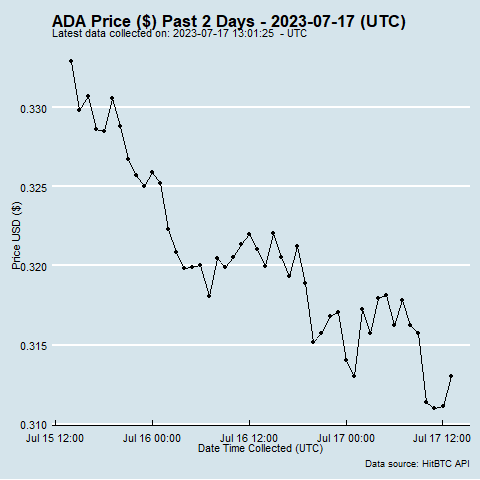 ADA Price ($) Past 2 Days - 2023-07-17 (UTC)
Latest data collected on: 2023-07-17 13:01:25  - UTC
Price USD ($)
0.330
0.325
0.320
0.315
0.310
Jul 15 12:00
Jul 16 00:00
Jul 16 12:00
Jul 17 00:00
Jul 17 12:00
Date Time Collected (UTC)
Data source: HitBTC API